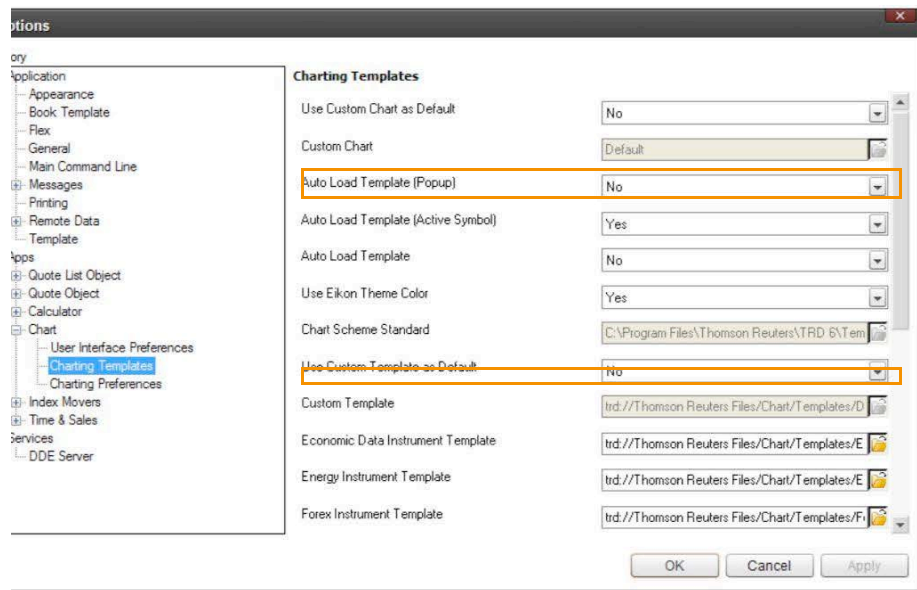 ptions
ory
Application
Appearance
Book Template
Flex
General
Main Command Line
Messages
Printing
Remote Data
Template
Apps
Quote List Object
Quote Object
Calculator
Chart
User Interface Preferences
Charting Templates
Charting Preferences
Index Movers
Time & Sales
Services
DDE Server
Charting Templates
Use Custom Chart as Default No
Custom Chart Default
Auto Load Template (Popup) No
Auto Load Template (Active Symbol) Yes
Auto Load Template No
Use Eikon Theme Color Yes
Chart Scheme Standard C:\Program Files\Thomson Reuters\TRD 6\Tem
Use Custom Template as Default No
Custom Template trd://Thomson Reuters Files/Chart/Templates/D
Economic Data Instrument Template trd://Thomson Reuters Files/Chart/Templates/E
Energy Instrument Template trd://Thomson Reuters Files/Chart/Templates/E
Forex Instrument Template trd://Thomson Reuters Files/Chart/Templates/F
OK Cancel Apply